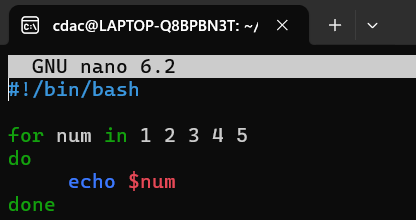 cdac@LAPTOP-Q8BPBN3T: ~/
GNU nano 6.2
#!/bin/bash
for num in 1 2 3 4 5
do
     echo $num
done